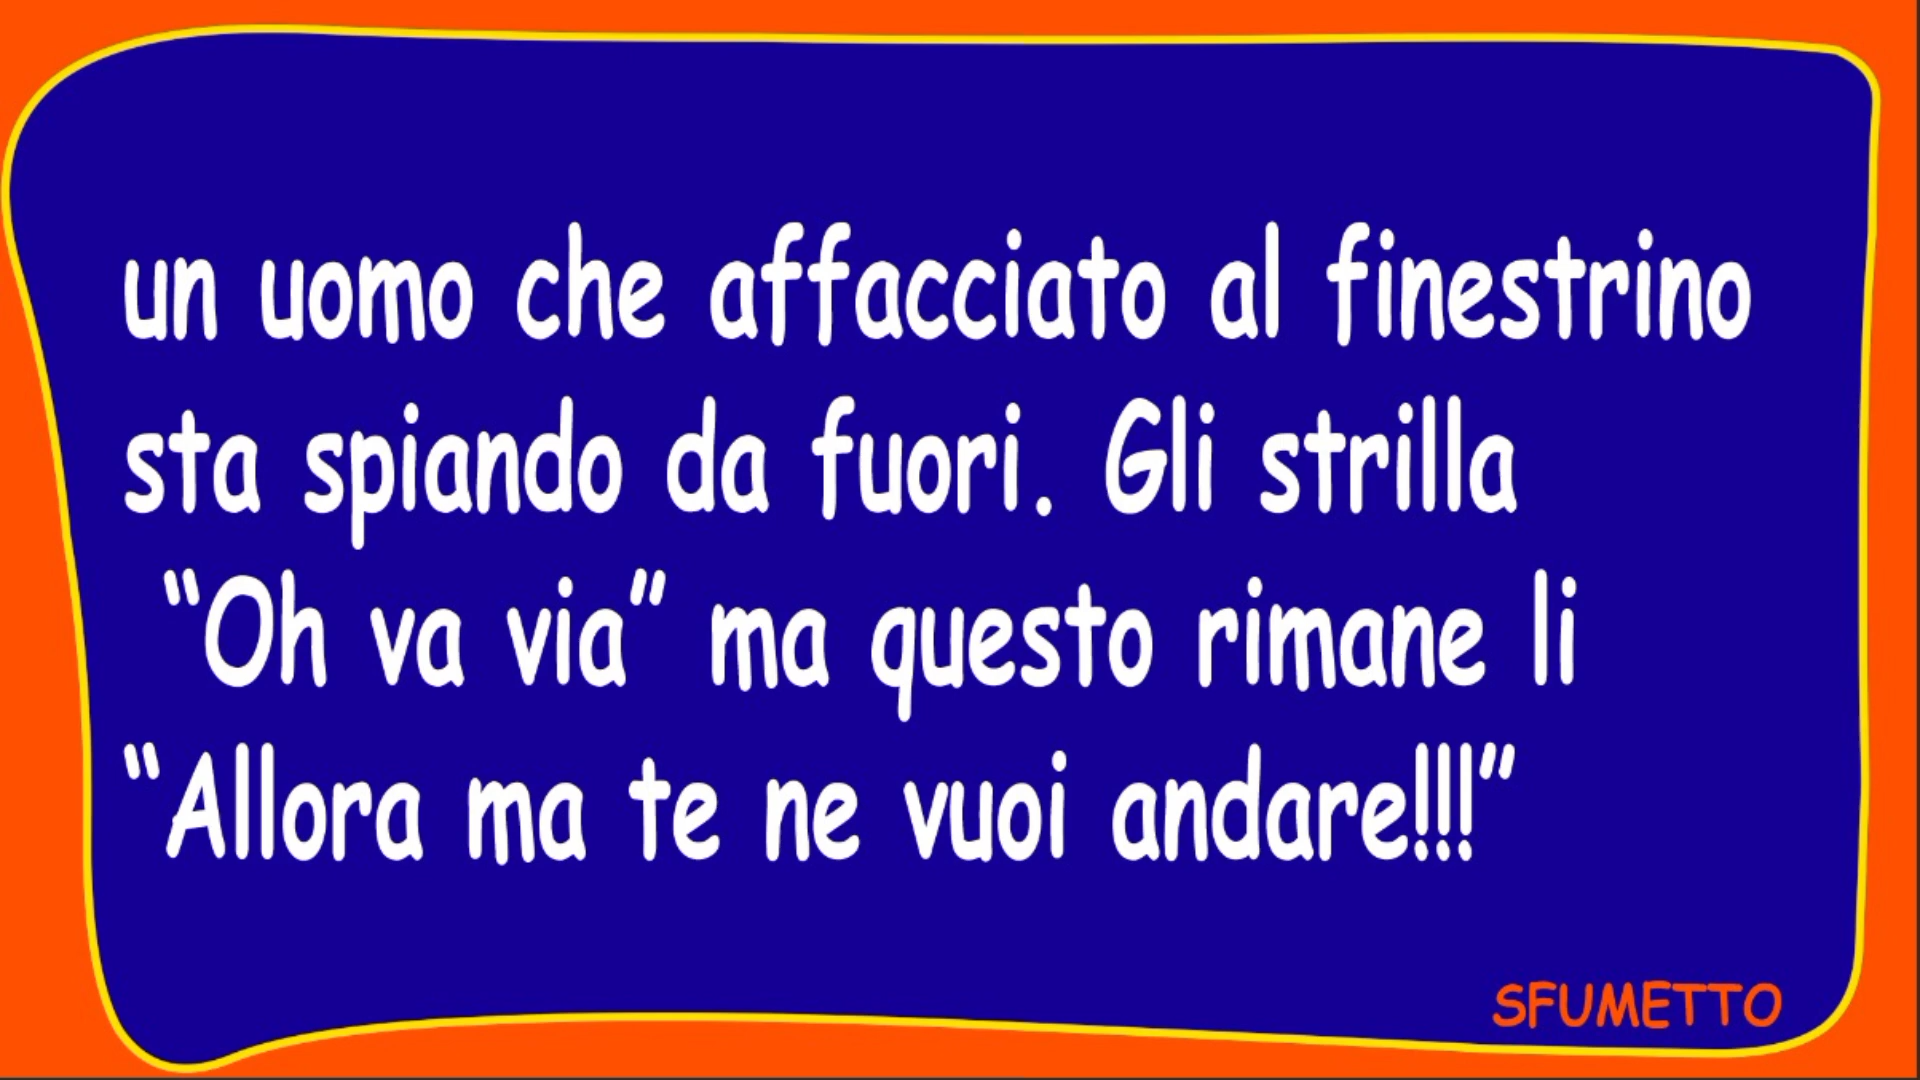 un uomo che affacciato al finestrino
sta spiando da fuori. Gli strilla
“Oh va via” ma questo rimane li
“Allora ma te ne vuoi andare!!!”
SFUMETTO